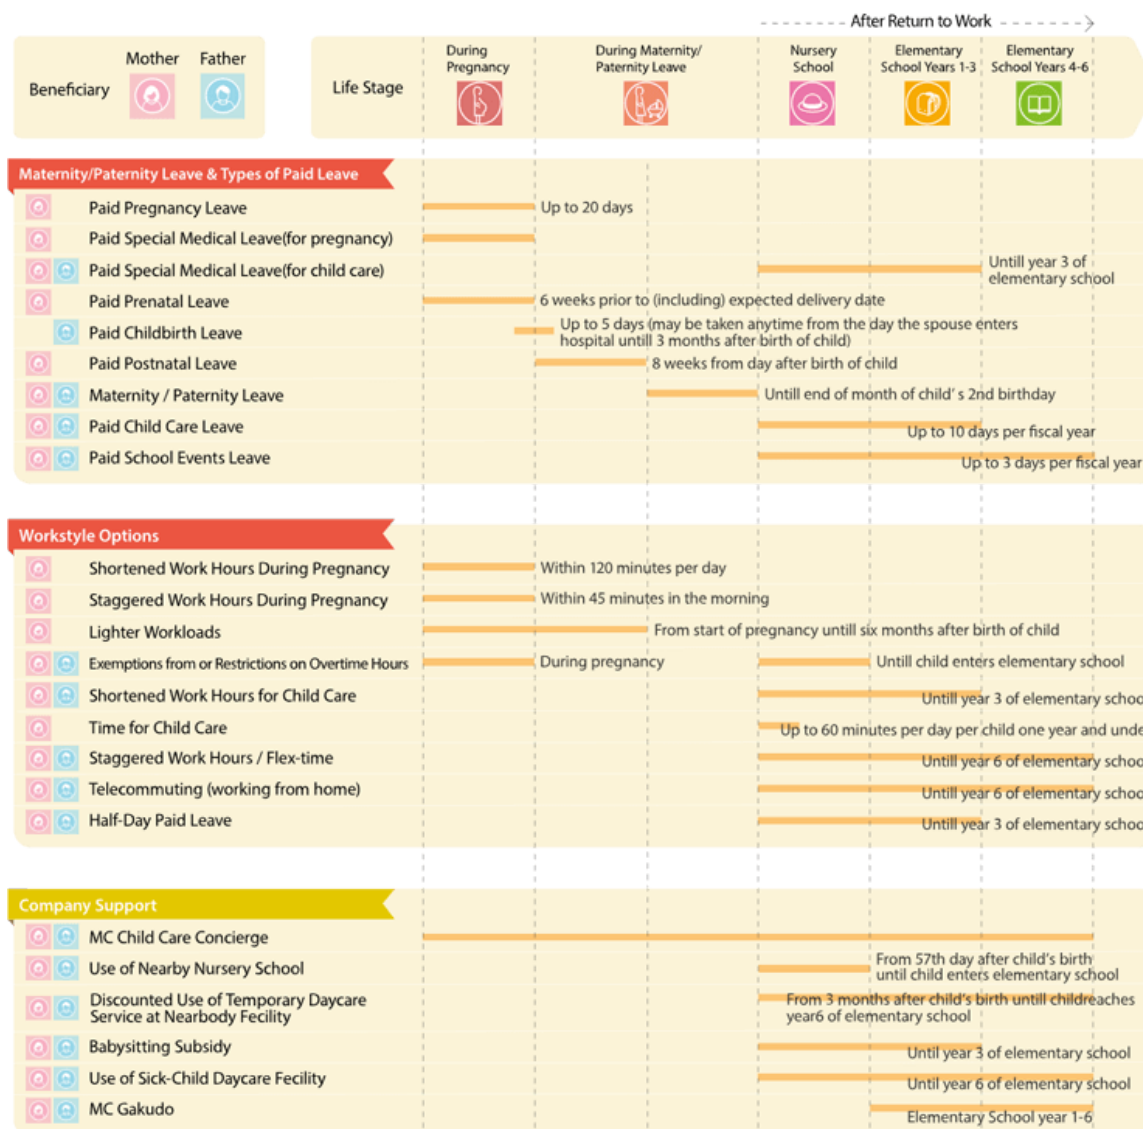 After Return to Work
Beneficiary
Mother
Father
Life Stage
During
Pregnancy
During Maternity/
Paternity Leave
Nursery
School
Elementary
School Years 1-3
Elementary
School Years 4-6
Maternity/Paternity Leave & Types of Paid Leave
Paid Pregnancy Leave
Up to 20 days
Paid Special Medical Leave(for pregnancy)
Paid Special Medical Leave(for child care)
Untill year 3 of
elementary school
Paid Prenatal Leave
6 weeks prior to (including) expected delivery date
Paid Childbirth Leave
Up to 5 days (may be taken anytime from the day the spouse enters
hospital untill 3 months after birth of child)
Paid Postnatal Leave
8 weeks from day after birth of child
Maternity / Paternity Leave
Untill end of month of child' s 2nd birthday
Paid Child Care Leave
Up to 10 days per fiscal year
Paid School Events Leave
Up to 3 days per fiscal year
Workstyle Options
Shortened Work Hours During Pregnancy
Within 120 minutes per day
Staggered Work Hours During Pregnancy
Within 45 minutes in the morning
Lighter Workloads
From start of pregnancy untill six months after birth of child
Exemptions from or Restrictions on Overtime Hours
During pregnancy
Untill child enters elementary school
Shortened Work Hours for Child Care
Untill year 3 of elementary schoo
Time for Child Care
Up to 60 minutes per day per child one year and unde
Staggered Work Hours / Flex-time
Untill year 6 of elementary schoo
Telecommuting (working from home)
Untill year 6 of elementary schoo
Half-Day Paid Leave
Untill year 3 of elementary schoo
Company Support
MC Child Care Concierge
Use of Nearby Nursery School
From 57th day after child's birth
until child enters elementary school
Discounted Use of Temporary Daycare
Service at Nearbody Fecility
From 3 months after child's birth untill childreaches
year6 of elementary school
Babysitting Subsidy
Until year 3 of elementary school
Use of Sick-Child Daycare Fecility
Until year 6 of elementary school
MC Gakudo
Elementary School year 1-6